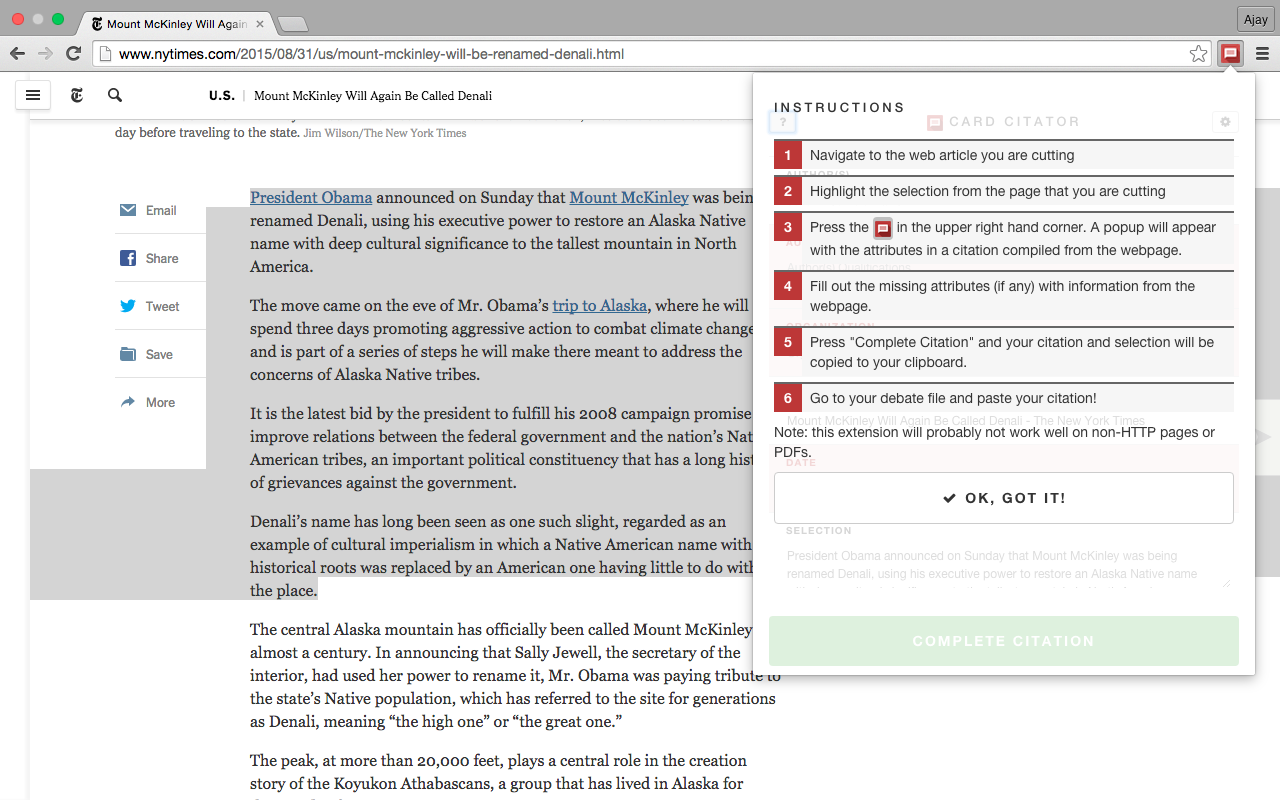 Mount McKinley Will Again
Ajay
www.nytimes.com/2015/08/31/us/mount-mckinley-will-be-renamed-denali.html
U.S. | Mount McKinley Will Again Be Called Denali
day before traveling to the state. Jim Wilson/The New York Times
Email
Share
Tweet
Save
More
President Obama announced on Sunday that Mount McKinley was bein
renamed Denali, using his executive power to restore an Alaska Native
name with deep cultural significance to the tallest mountain in North
America.
The move came on the eve of Mr. Obama’s trip to Alaska, where he will
spend three days promoting aggressive action to combat climate change
and is part of a series of steps he will make there meant to address the
concerns of Alaska Native tribes.
It is the latest bid by the president to fulfill his 2008 campaign promise
improve relations between the federal government and the nation’s Nat
American tribes, an important political constituency that has a long hist
of grievances against the government.
Denali’s name has long been seen as one such slight, regarded as an
example of cultural imperialism in which a Native American name with
historical roots was replaced by an American one having little to do with
the place.
The central Alaska mountain has officially been called Mount McKinley
almost a century. In announcing that Sally Jewell, the secretary of the
interior, had used her power to rename it, Mr. Obama was paying tribute to
the state’s Native population, which has referred to the site for generations
as Denali, meaning “the high one” or “the great one.”
The peak, at more than 20,000 feet, plays a central role in the creation
story of the Koyukon Athabascans, a group that has lived in Alaska for
INSTRUCTIONS
?
CARD CITATOR
1 Navigate to the web article you are cutting
AUTHOR(S)
2 Highlight the selection from the page that you are cutting
3 Press the in the upper right hand corner. A popup will appear
with the attributes in a citation compiled from the webpage.
4 Fill out the missing attributes (if any) with information from the
webpage.
ORGANIZATION
5 Press "Complete Citation" and your citation and selection will be
copied to your clipboard.
6 Go to your debate file and paste your citation!
Mount McKinley Will Again Be Called Denali - The New York Times
Note: this extension will probably not work well on non-HTTP pages or
PDFs.
DATE
OK, GOT IT!
SELECTION
President Obama announced on Sunday that Mount McKinley was being
renamed Denali, using his executive power to restore an Alaska Native name
COMPLETE CITATION